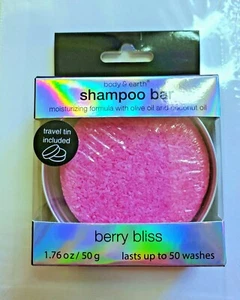 body & earth
shampoo bar
moisturizing formula with olive oil and coconut oil
travel tin
included
berry bliss
1.76 oz / 50 g
lasts up to 50 washes